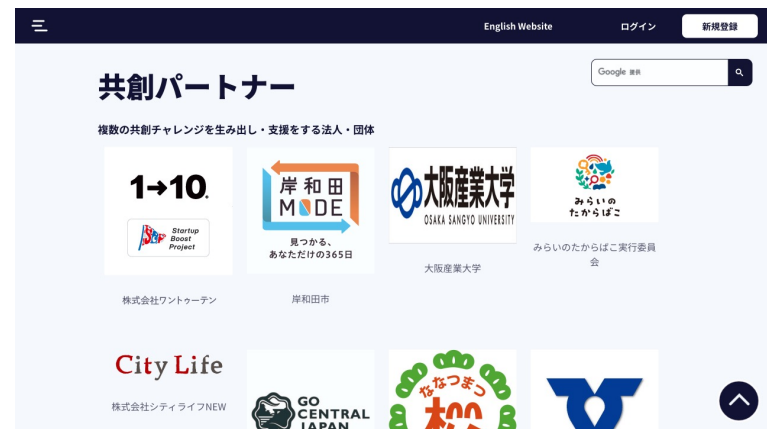 English Website
ログイン
新規登録
Google 提供
共創パートナー
複数の共創チャレンジを生み出し・支援をする法人・団体
1→10.
Startup
Boost
Project
株式会社ワントゥーテン
岸和田
MODE
見つかる、
あなただけの365日
岸和田市
大阪産業大学
OSAKA SANGYO UNIVERSITY
大阪産業大学
みらいの
たからばこ
みらいのたからばこ実行委員
会
City Life
株式会社シティライフNEW
GO
CENTRAL
JAPAN
ななつまつ